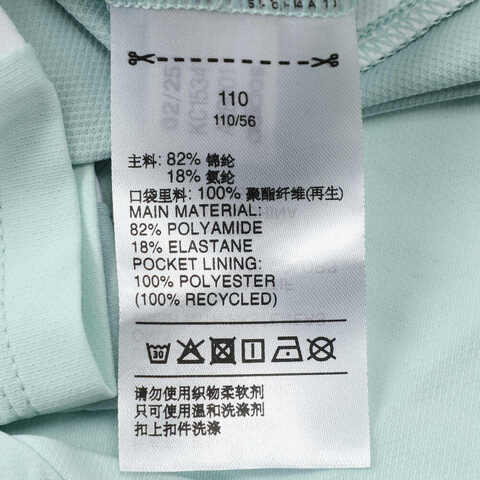 110
110/56
主料: 82% 锦纶
18% 氨纶
口袋里料: 100% 聚酯纤维(再生)
MAIN MATERIAL:
82% POLYAMIDE
18% ELASTANE
POCKET LINING:
100% POLYESTER
(100% RECYCLED)
30
请勿使用织物柔软剂
只可使用温和洗涤剂
扣上扣件洗涤